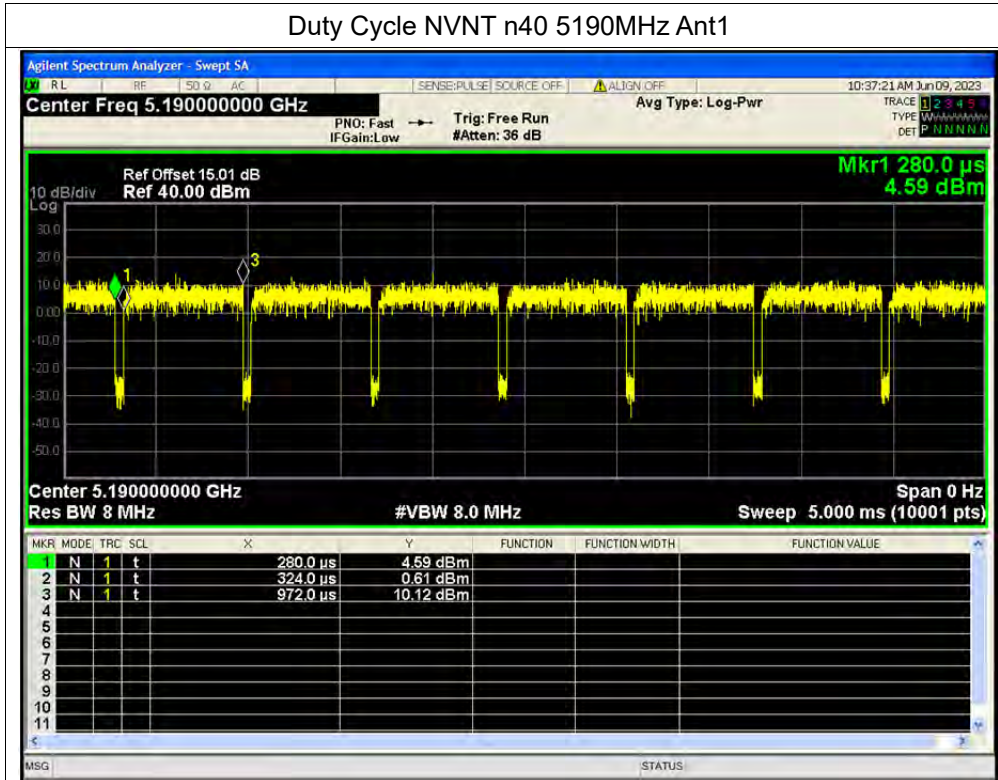 Duty Cycle NVNT n40 5190MHz Ant1
Agilent Spectrum Analyzer - Swept SA
RL RF 50 Ω AC SENSE:PULSE SOURCE OFF ALIGN OFF 10:37:21 AM Jun 09, 2023
Center Freq 5.190000000 GHz Avg Type: Log-Pwr TRACE 1 2 3 4 5
PNO: Fast Trig: Free Run TYPE W
IFGain:Low #Atten: 36 dB DET P N N N N N
Mkr1 280.0 µs
Ref Offset 15.01 dB 4.59 dBm
10 dB/div Ref 40.00 dBm
Log
30.0
20.0
10.0
0.00
-10.0
-20.0
-30.0
-40.0
-50.0
1
3
Center 5.190000000 GHz Span 0 Hz
Res BW 8 MHz #VBW 8.0 MHz Sweep 5.000 ms (10001 pts)
MKR MODE TRC SCL X Y FUNCTION FUNCTION WIDTH FUNCTION VALUE
1 N 1 t 280.0 µs 4.59 dBm
2 N 1 t 324.0 µs 0.61 dBm
3 N 1 t 972.0 µs 10.12 dBm
4
5
6
7
8
9
10
11
MSG STATUS